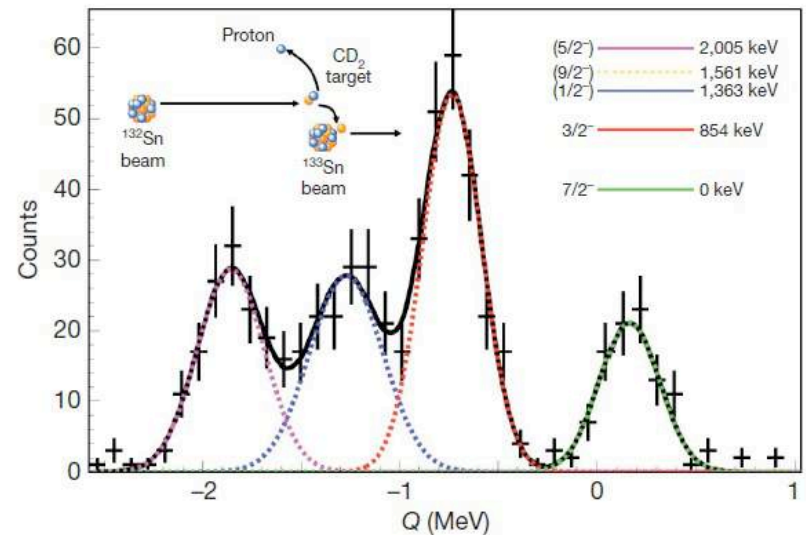 Proton
CD2
target
132Sn
beam
133Sn
beam
(5/2−) 2,005 keV
(9/2−) 1,561 keV
(1/2−) 1,363 keV
3/2− 854 keV
7/2− 0 keV
Counts
60
50
40
30
20
10
0
−2 −1 0 1
Q (MeV)